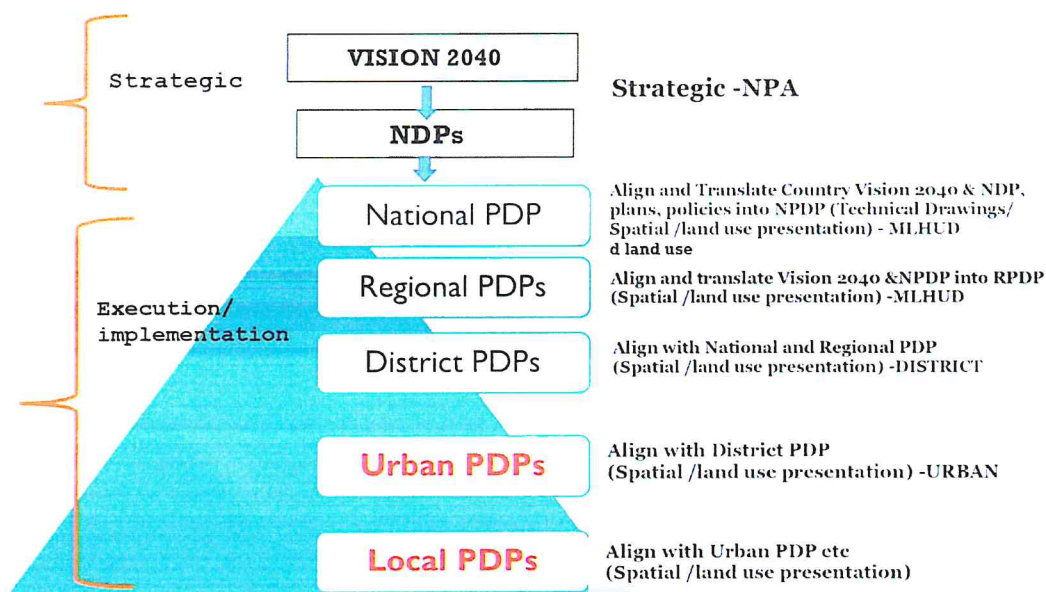 VISION 2040
Strategic
Strategic -NPA
NDPs
National PDP
Align and Translate Country Vision 2040 & NDP,
plans, policies into NPDP (Technical Drawings/
Spatial /land use presentation) - MLHUD
d land use
Regional PDPs
Align and translate Vision 2040 &NPDP into RPDP
(Spatial /land use presentation) -MLHUD
Execution/
implementation
District PDPs
Align with National and Regional PDP
(Spatial /land use presentation) -DISTRICT
Urban PDPs
Align with District PDP
(Spatial /land use presentation) -URBAN
Local PDPs
Align with Urban PDP etc
(Spatial /land use presentation)